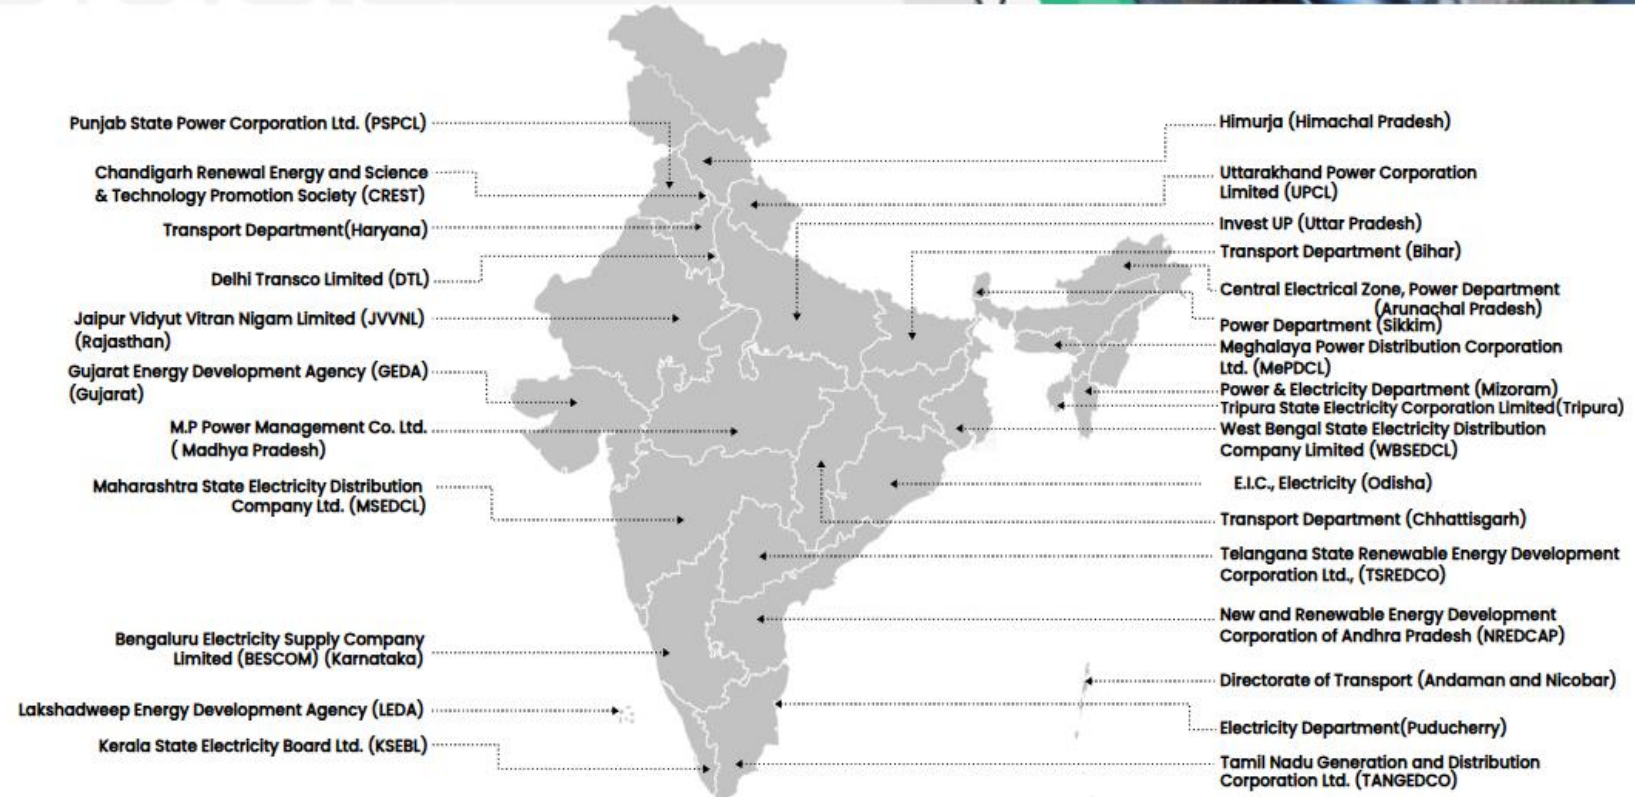 Punjab State Power Corporation Ltd. (PSPCL)
Chandigarh Renewal Energy and Science
& Technology Promotion Society (CREST)
Transport Department(Haryana)
Delhi Transco Limited (DTL)
Jaipur Vidyut Vitran Nigam Limited (JVVNL)
(Rajasthan)
Gujarat Energy Development Agency (GEDA)
(Gujarat)
M.P Power Management Co. Ltd.
( Madhya Pradesh)
Maharashtra State Electricity Distribution
Company Ltd. (MSEDCL)
Bengaluru Electricity Supply Company
Limited (BESCOM) (Karnataka)
Lakshadweep Energy Development Agency (LEDA)
Kerala State Electricity Board Ltd. (KSEBL)
Himurja (Himachal Pradesh)
Uttarakhand Power Corporation
Limited (UPCL)
Invest UP (Uttar Pradesh)
Transport Department (Bihar)
Central Electrical Zone, Power Department
(Arunachal Pradesh)
Power Department (Sikkim)
Meghalaya Power Distribution Corporation
Ltd. (MePDCL)
Power & Electricity Department (Mizoram)
Tripura State Electricity Corporation Limited(Tripura)
West Bengal State Electricity Distribution
Company Limited (WBSEDCL)
E.I.C., Electricity (Odisha)
Transport Department (Chhattisgarh)
Telangana State Renewable Energy Development
Corporation Ltd., (TSREDCO)
New and Renewable Energy Development
Corporation of Andhra Pradesh (NREDCAP)
Directorate of Transport (Andaman and Nicobar)
Electricity Department(Puducherry)
Tamil Nadu Generation and Distribution
Corporation Ltd. (TANGEDCO)